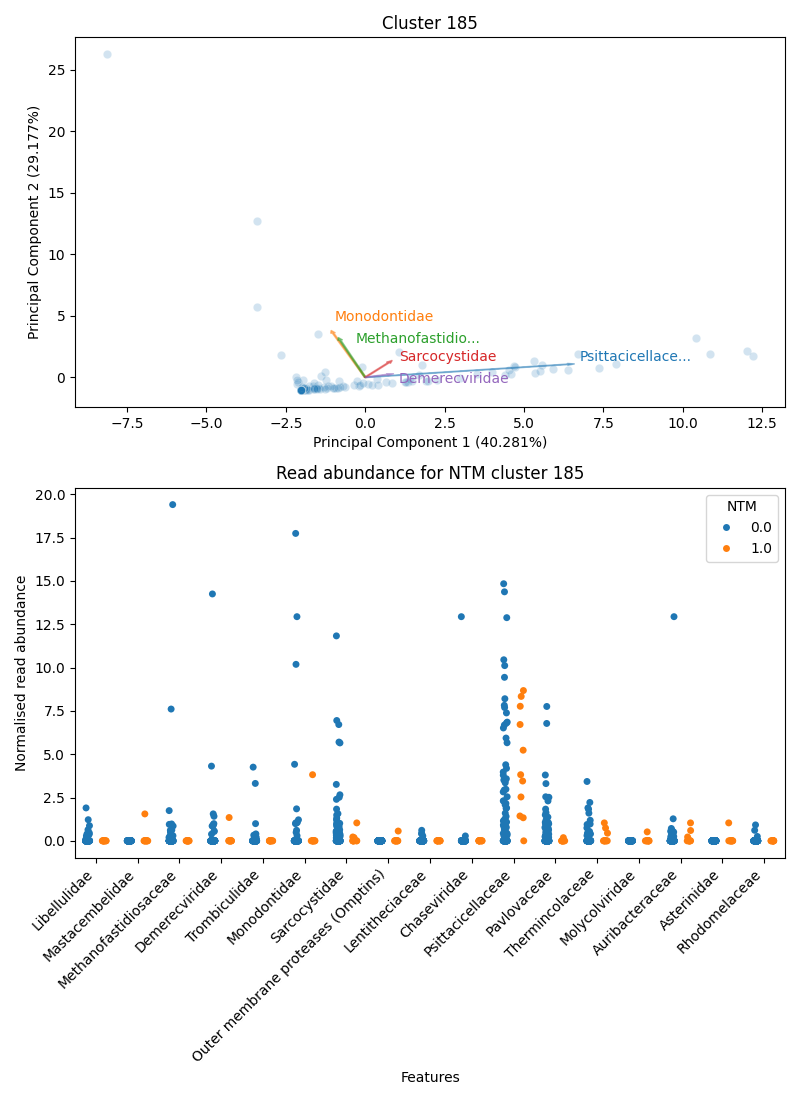 Cluster 185
Principal Component 2 (29.177%)
25
20
15
10
5
0
Monodontidae
Methanofastidio...
Sarcocystidae
Psittacicellace...
Demerecviridae
−7.5 −5.0 −2.5 0.0 2.5 5.0 7.5 10.0 12.5
Principal Component 1 (40.281%)
Read abundance for NTM cluster 185
Normalised read abundance
20.0
17.5
15.0
12.5
10.0
7.5
5.0
2.5
0.0
NTM
0.0
1.0
Libellulidae
Mastacembelidae
Methanofastidiosaceae
Demerecviridae
Trombiculidae
Monodontidae
Sarcocystidae
Outer membrane proteases (Omptins)
Lentitheciaceae
Chaseviridae
Psittacicellaceae
Pavlovaceae
Thermincolaceae
Molycolviridae
Auribacteraceae
Asterinidae
Rhodomelaceae
Features